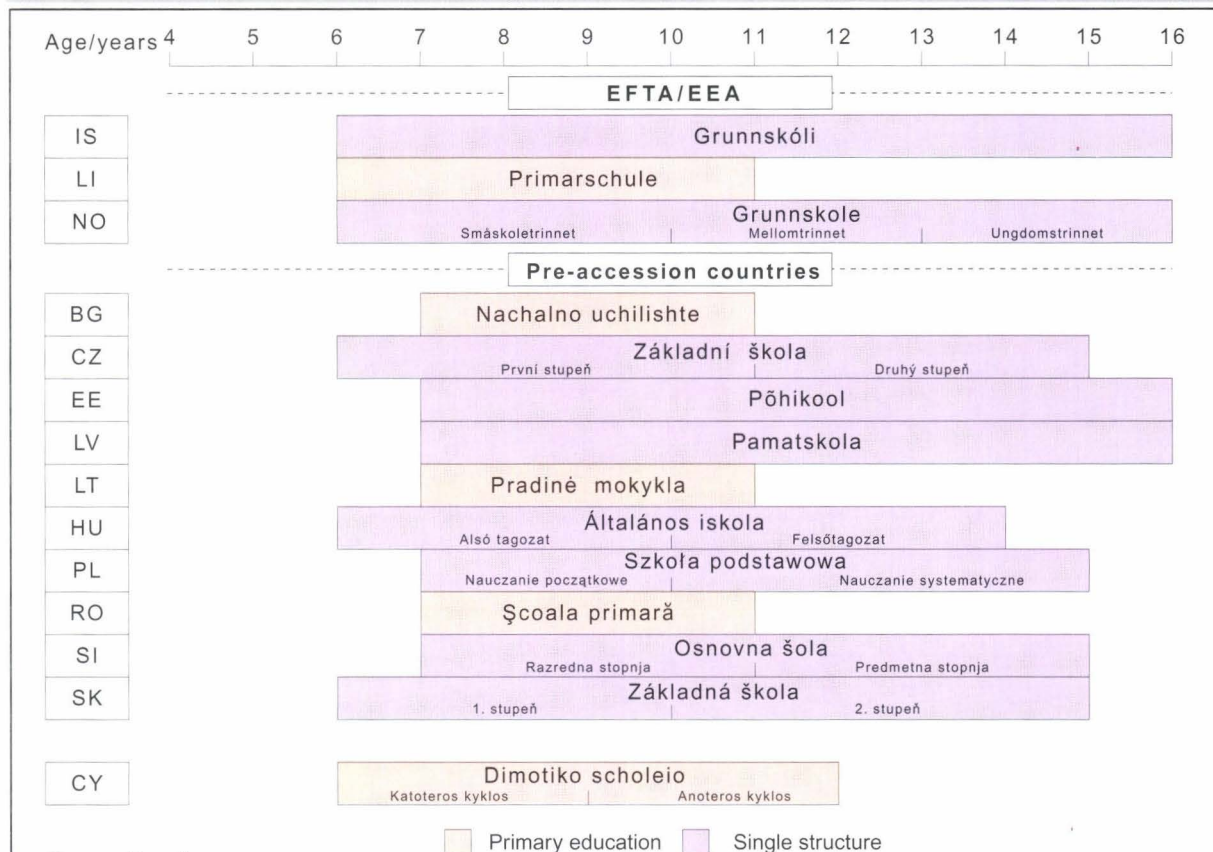 Age/years 4 5 6 7 8 9 10 11 12 13 14 15 16
EFTA/EEA
IS Grunnskóli
LI Primarschule
NO Grunnskole
Småskoletrinnet Mellomtrinnet Ungdomstrinnet
Pre-accession countries
BG Nachalno uchilishte
CZ Základní škola
První stupeň Druhý stupeň
EE Põhikool
LV Pamatskola
LT Pradinė mokykla
HU Általános iskola
Alsó tagozat Felsőtagozat
PL Szkoła podstawowa
Nauczanie początkowe Nauczanie systematyczne
RO Şcoala primară
SI Osnovna šola
Razredna stopnja Predmetna stopnja
SK Základná škola
1. stupeň 2. stupeň
CY Dimotiko scholeio
Katoteros kyklos Anoteros kyklos
Primary education Single structure